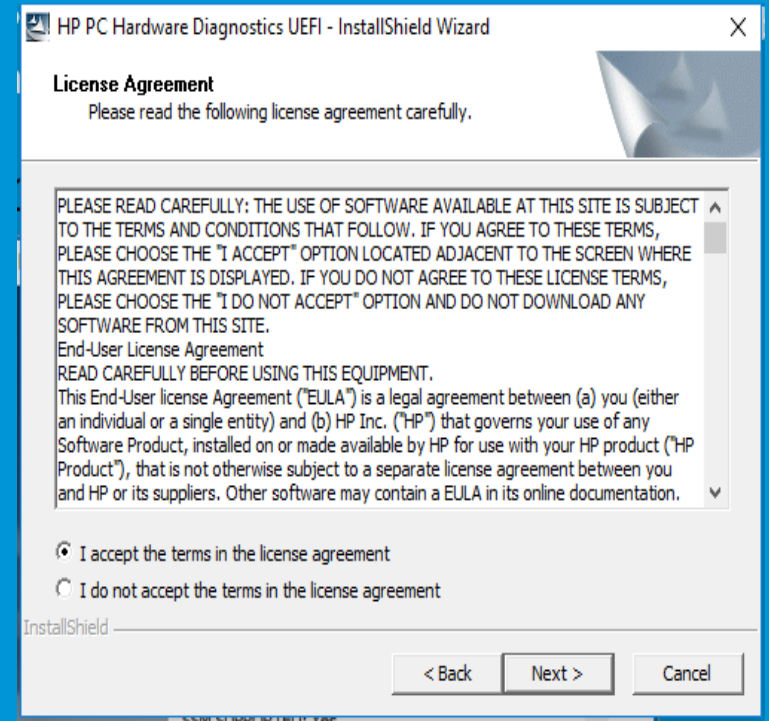 HP PC Hardware Diagnostics UEFI - InstallShield Wizard
License Agreement
Please read the following license agreement carefully.
PLEASE READ CAREFULLY: THE USE OF SOFTWARE AVAILABLE AT THIS SITE IS SUBJECT
TO THE TERMS AND CONDITIONS THAT FOLLOW. IF YOU AGREE TO THESE TERMS,
PLEASE CHOOSE THE "I ACCEPT" OPTION LOCATED ADJACENT TO THE SCREEN WHERE
THIS AGREEMENT IS DISPLAYED. IF YOU DO NOT AGREE TO THESE LICENSE TERMS,
PLEASE CHOOSE THE "I DO NOT ACCEPT" OPTION AND DO NOT DOWNLOAD ANY
SOFTWARE FROM THIS SITE.
End-User License Agreement
READ CAREFULLY BEFORE USING THIS EQUIPMENT.
This End-User license Agreement ("EULA") is a legal agreement between (a) you (either
an individual or a single entity) and (b) HP Inc. ("HP") that governs your use of any
Software Product, installed on or made available by HP for use with your HP product ("HP
Product"), that is not otherwise subject to a separate license agreement between you
and HP or its suppliers. Other software may contain a EULA in its online documentation.
I accept the terms in the license agreement
I do not accept the terms in the license agreement
InstallShield
< Back
Next >
Cancel